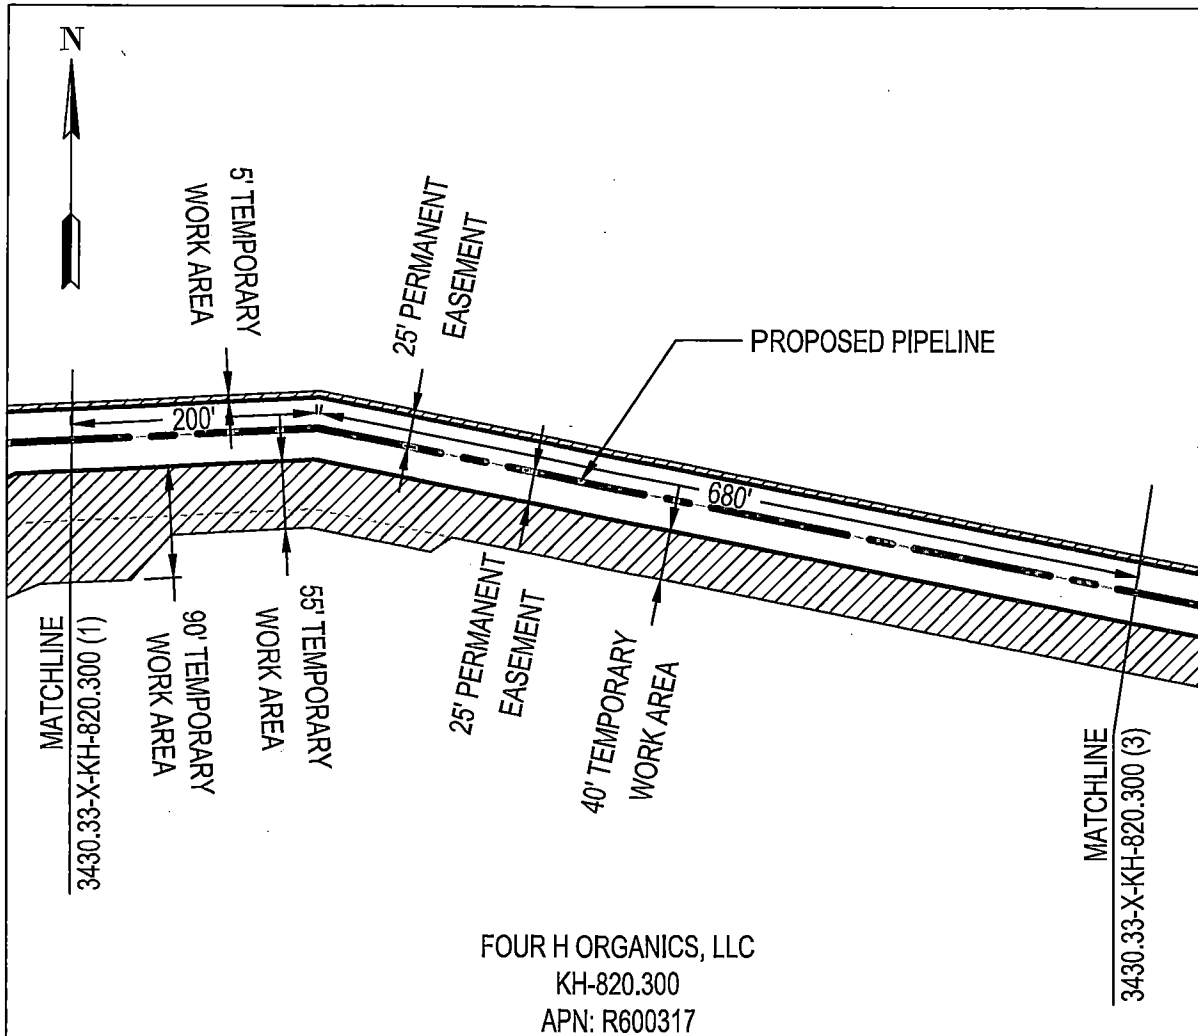 N
5' TEMPORARY
WORK AREA
25' PERMANENT
EASEMENT
PROPOSED PIPELINE
200'
680'
MATCHLINE
3430.33-X-KH-820.300 (1)
90' TEMPORARY
WORK AREA
55' TEMPORARY
WORK AREA
25' PERMANENT
EASEMENT
40' TEMPORARY
WORK AREA
MATCHLINE
3430.33-X-KH-820.300 (3)
FOUR H ORGANICS, LLC
KH-820.300
APN: R600317